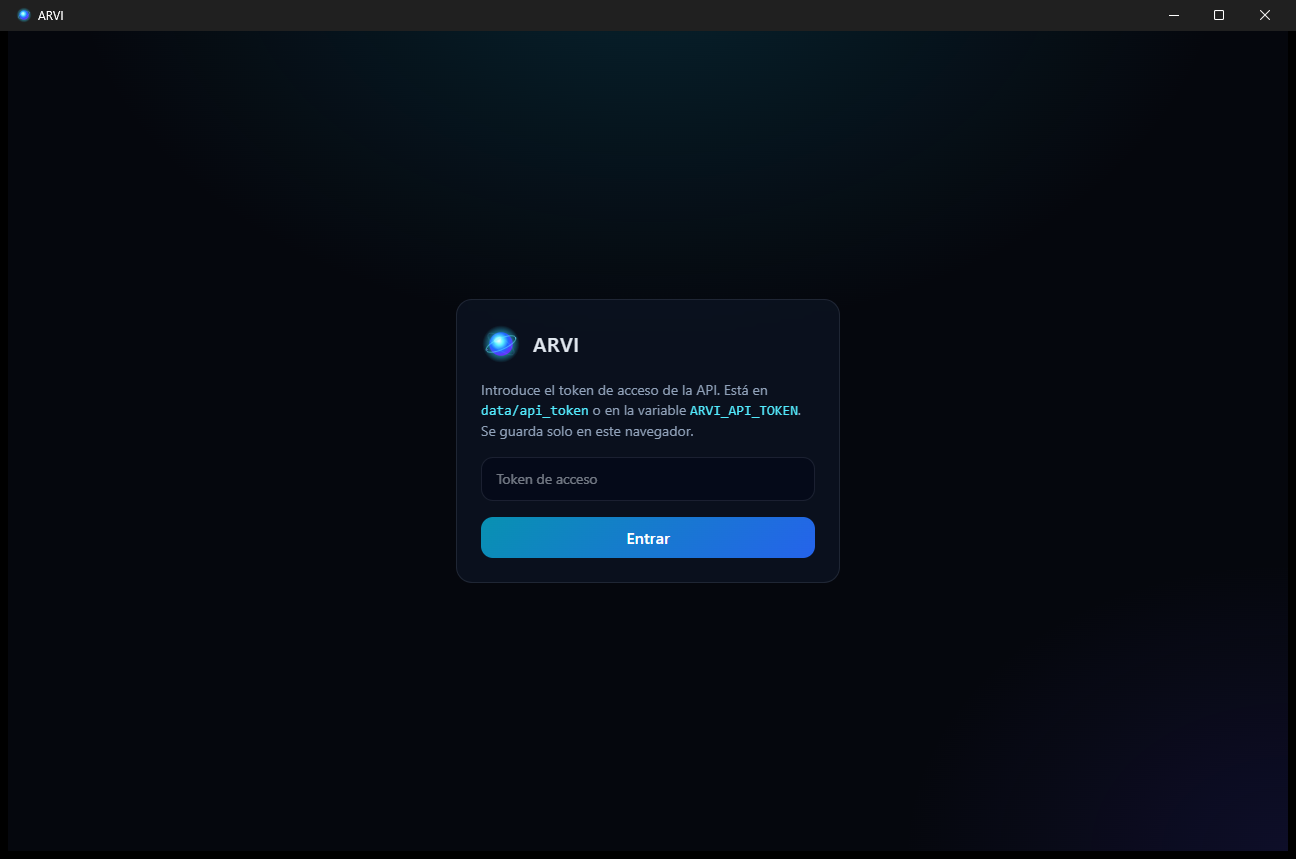 ARVI
ARVI
Introduce el token de acceso de la API. Está en
data/api_token o en la variable ARVI_API_TOKEN.
Se guarda solo en este navegador.
Token de acceso
Entrar